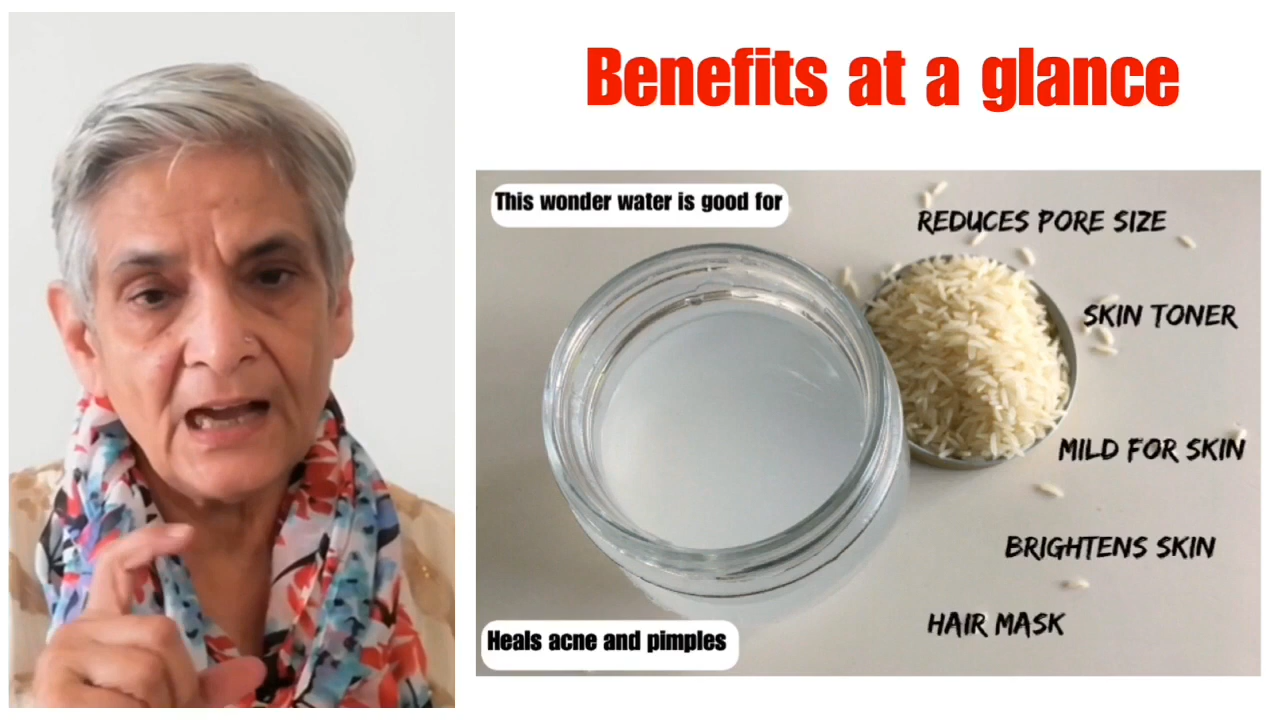 Benefits at a glance
This wonder water is good for
REDUCES PORE SIZE
SKIN TONER
MILD FOR SKIN
BRIGHTENS SKIN
HAIR MASK
Heals acne and pimples